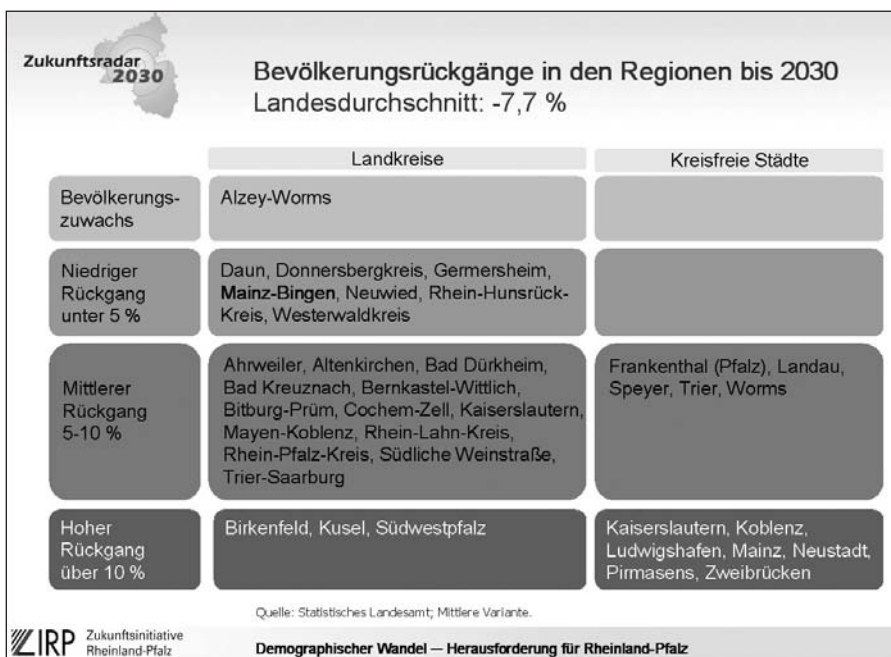 Zukunftsradar
2030
Bevölkerungsrückgänge in den Regionen bis 2030
Landesdurchschnitt: -7,7 %
Landkreise
Kreisfreie Städte
Bevölkerungs-
zuwachs
Alzey-Worms
Niedriger
Rückgang
unter 5 %
Daun, Donnersbergkreis, Germersheim,
Mainz-Bingen, Neuwied, Rhein-Hunsrück-
Kreis, Westerwaldkreis
Mittlerer
Rückgang
5-10 %
Ahrweiler, Altenkirchen, Bad Dürkheim,
Bad Kreuznach, Bernkastel-Wittlich,
Bitburg-Prüm, Cochem-Zell, Kaiserslautern,
Mayen-Koblenz, Rhein-Lahn-Kreis,
Rhein-Pfalz-Kreis, Südliche Weinstraße,
Trier-Saarburg
Frankenthal (Pfalz), Landau,
Speyer, Trier, Worms
Hoher
Rückgang
über 10 %
Birkenfeld, Kusel, Südwestpfalz
Kaiserslautern, Koblenz,
Ludwigshafen, Mainz, Neustadt,
Pirmasens, Zweibrücken
Quelle: Statistisches Landesamt; Mittlere Variante.
ZIRP Zukunftsinitiative
Rheinland-Pfalz
Demographischer Wandel — Herausforderung für Rheinland-Pfalz